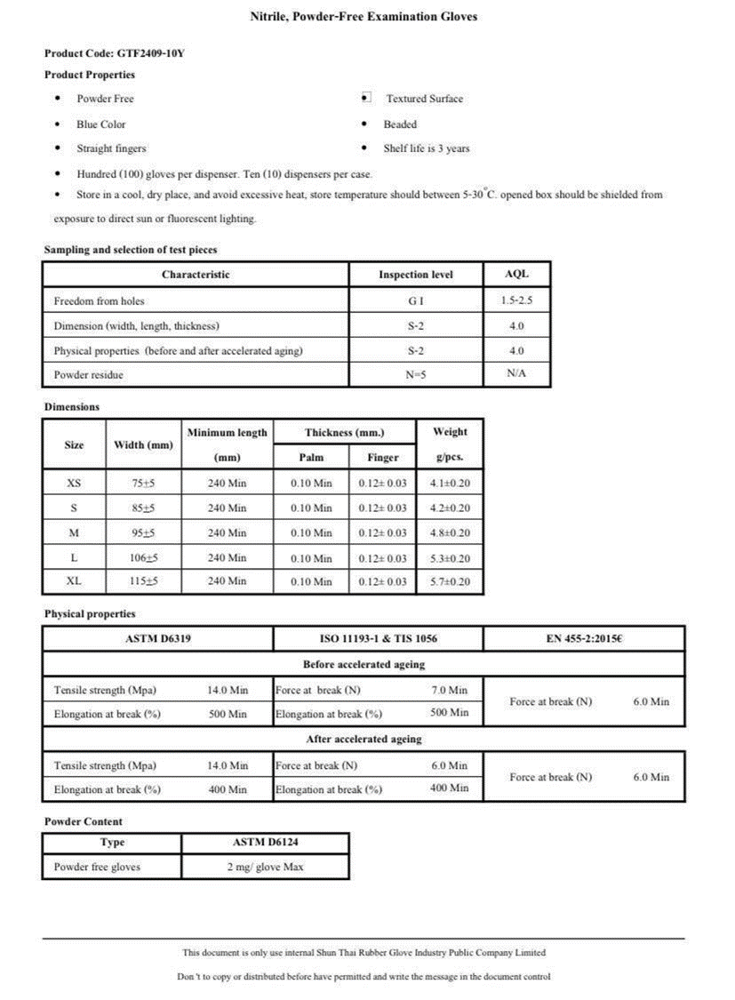 Nitrile, Powder-Free Examination Gloves
Product Code: GTF2409-10Y
Product Properties
• Powder Free • Textured Surface
• Blue Color • Beaded
• Straight fingers • Shelf life is 3 years
• Hundred (100) gloves per dispenser. Ten (10) dispensers per case.
• Store in a cool, dry place, and avoid excessive heat, store temperature should between 5-30°C. opened box should be shielded from
exposure to direct sun or fluorescent lighting.
Sampling and selection of test pieces
Characteristic Inspection level AQL
Freedom from holes G I 1.5-2.5
Dimension (width, length, thickness) S-2 4.0
Physical properties (before and after accelerated aging) S-2 4.0
Powder residue N=5 N/A
Dimensions
Size Width (mm) Minimum length (mm) Thickness (mm.) Weight g/pcs.
Palm Finger
XS 75±5 240 Min 0.10 Min 0.12± 0.03 4.1±0.20
S 85±5 240 Min 0.10 Min 0.12± 0.03 4.2±0.20
M 95±5 240 Min 0.10 Min 0.12± 0.03 4.8±0.20
L 106±5 240 Min 0.10 Min 0.12± 0.03 5.3±0.20
XL 115±5 240 Min 0.10 Min 0.12± 0.03 5.7±0.20
Physical properties
ASTM D6319 ISO 11193-1 & TIS 1056 EN 455-2:2015€
Before accelerated ageing
Tensile strength (Mpa) 14.0 Min Force at break (N) 7.0 Min Force at break (N) 6.0 Min
Elongation at break (%) 500 Min Elongation at break (%) 500 Min
After accelerated ageing
Tensile strength (Mpa) 14.0 Min Force at break (N) 6.0 Min Force at break (N) 6.0 Min
Elongation at break (%) 400 Min Elongation at break (%) 400 Min
Powder Content
Type ASTM D6124
Powder free gloves 2 mg/ glove Max
This document is only use internal Shun Thai Rubber Glove Industry Public Company Limited
Don't to copy or distributed before have permitted and write the message in the document control